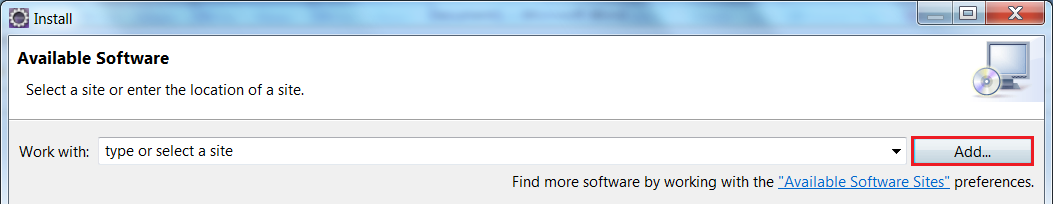 Install
Available Software
Select a site or enter the location of a site.
Work with: type or select a site Add...
Find more software by working with the "Available Software Sites" preferences.